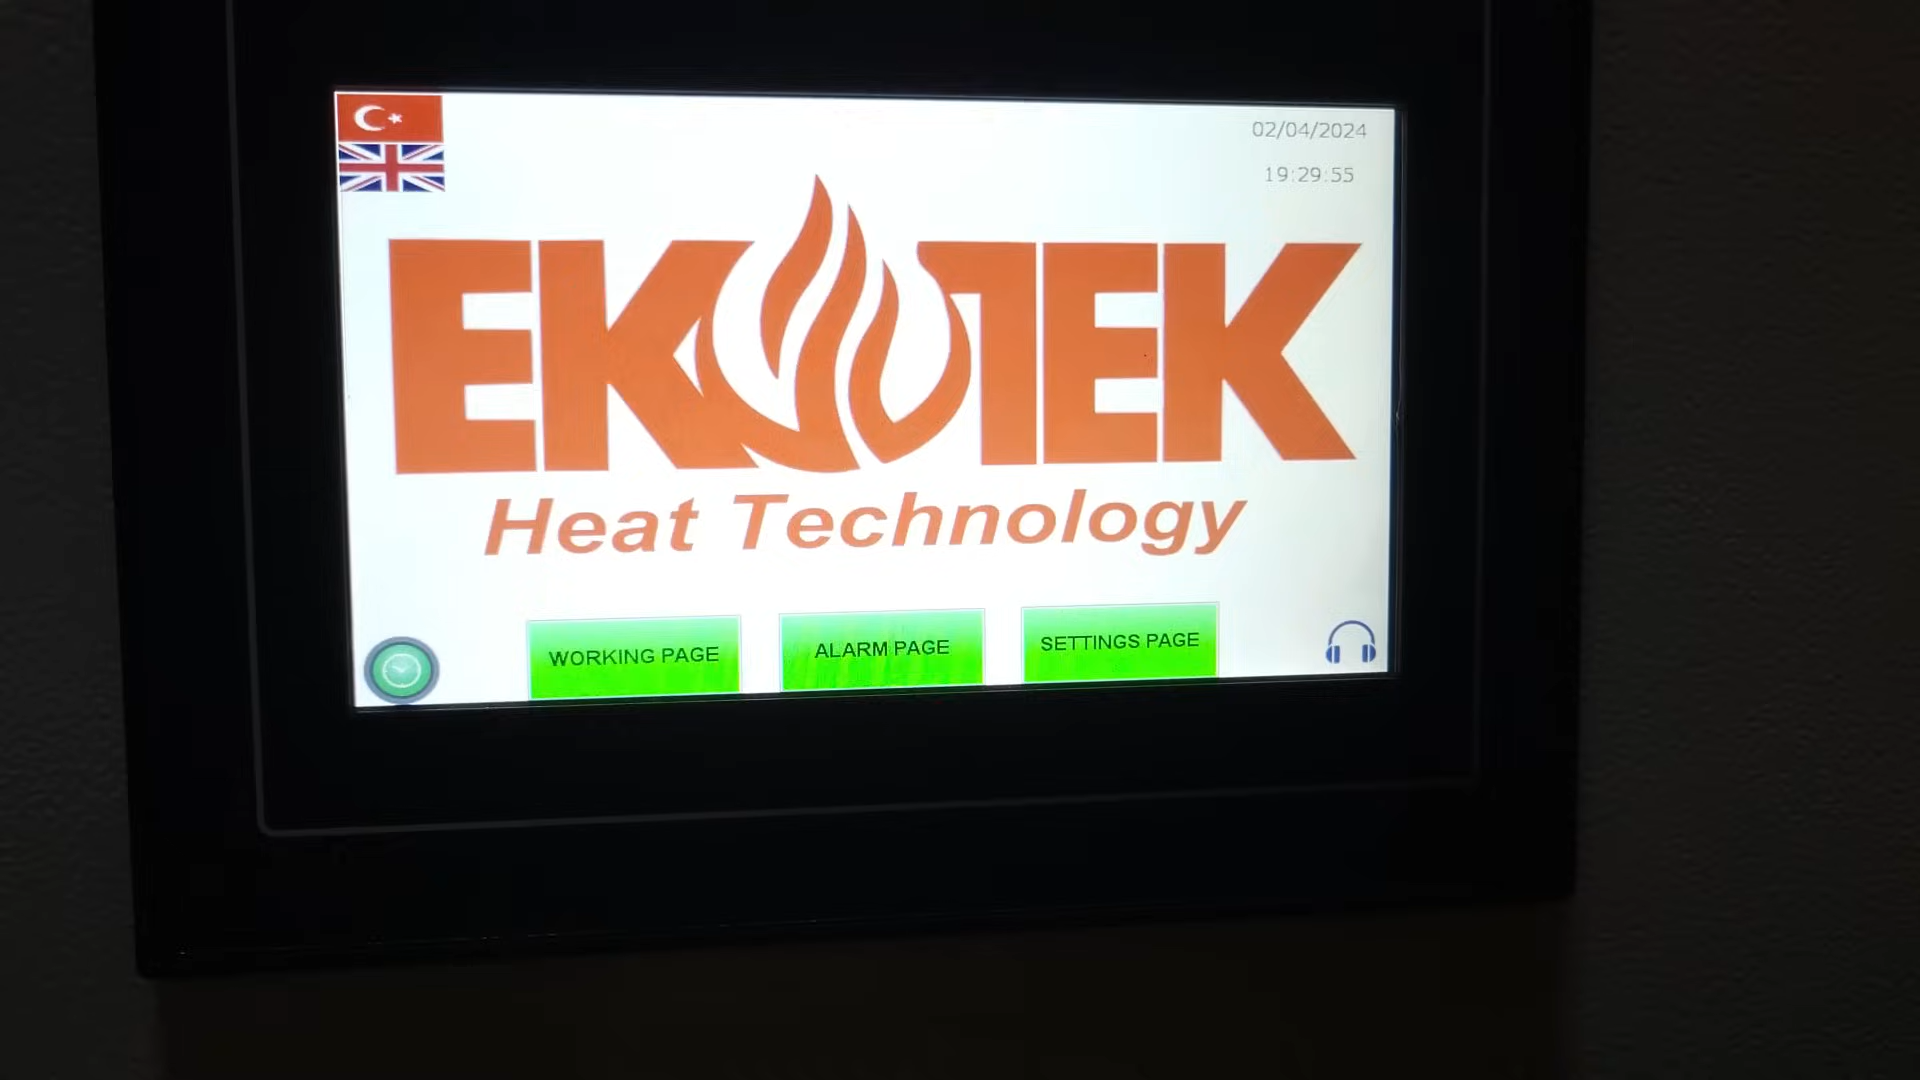 02/04/2024
19:29:55
EKOTEK
Heat Technology
WORKING PAGE
ALARM PAGE
SETTINGS PAGE